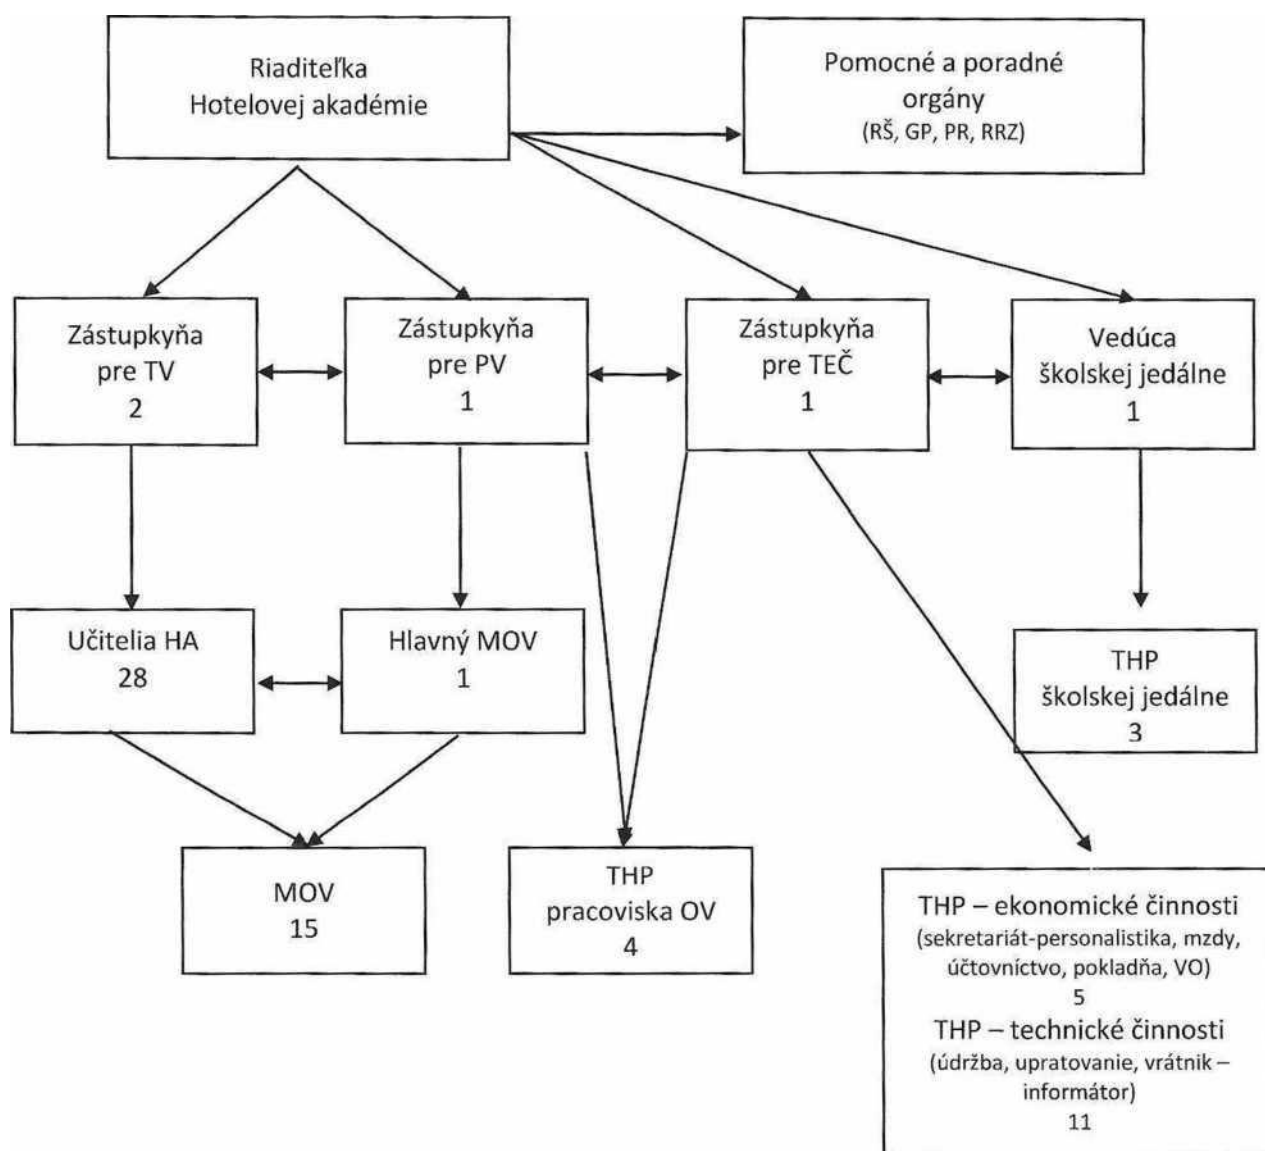 Riaditeľka
Hotelovej akadémie
Pomocné a poradné
orgány
(RŠ, GP, PR, RRZ)
Zástupkyňa
pre TV
2
Zástupkyňa
pre PV
1
Zástupkyňa
pre TEČ
1
Vedúca
školskej jedálne
1
Učitelia HA
28
Hlavný MOV
1
THP
školskej jedálne
3
MOV
15
THP
pracoviska OV
4
THP – ekonomické činnosti
(sekretariát-personalistika, mzdy,
účtovníctvo, pokladňa, VO)
5
THP – technické činnosti
(údržba, upratovanie, vrátnik –
informátor)
11